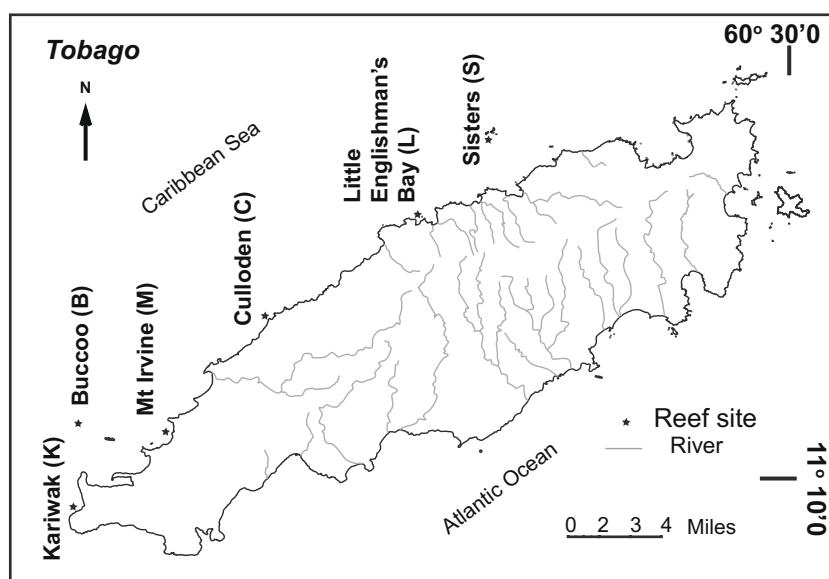 Tobago
60° 30'0
N
Caribbean Sea
Little
Englishman's
Bay (L)
Sisters (S)
Culloden (C)
Buccoo (B)
Mt Irvine (M)
Kariwak (K)
Reef site
River
Atlantic Ocean
11° 10'0
0 2 3 4 Miles